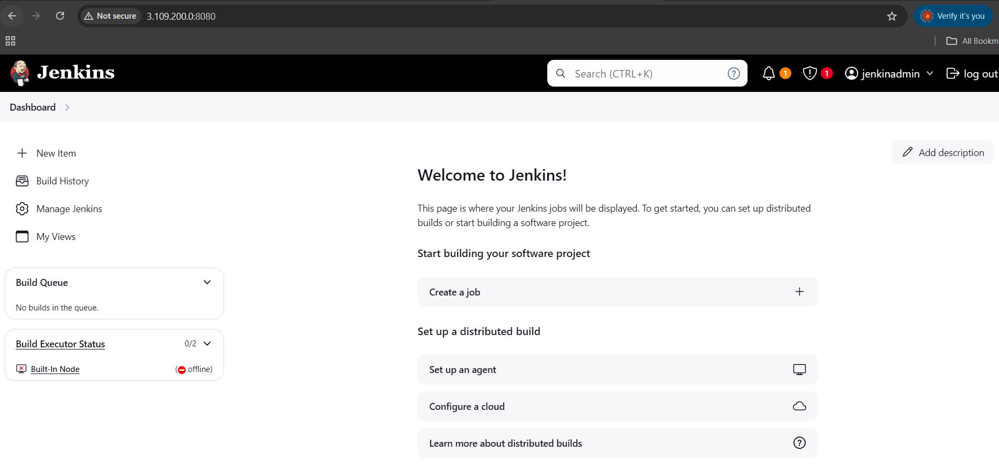 Not secure 3.109.200.0:8080
a Verify it's you
All Bookm
Jenkins
Search (CTRL+K) ?
1
1
jenkinadmin
log out
Dashboard
New Item
Build History
Manage Jenkins
My Views
Build Queue
No builds in the queue.
Build Executor Status 0/2
Built-In Node (offline)
Add description
Welcome to Jenkins!
This page is where your Jenkins jobs will be displayed. To get started, you can set up distributed
builds or start building a software project.
Start building your software project
Create a job
Set up a distributed build
Set up an agent
Configure a cloud
Learn more about distributed builds ?